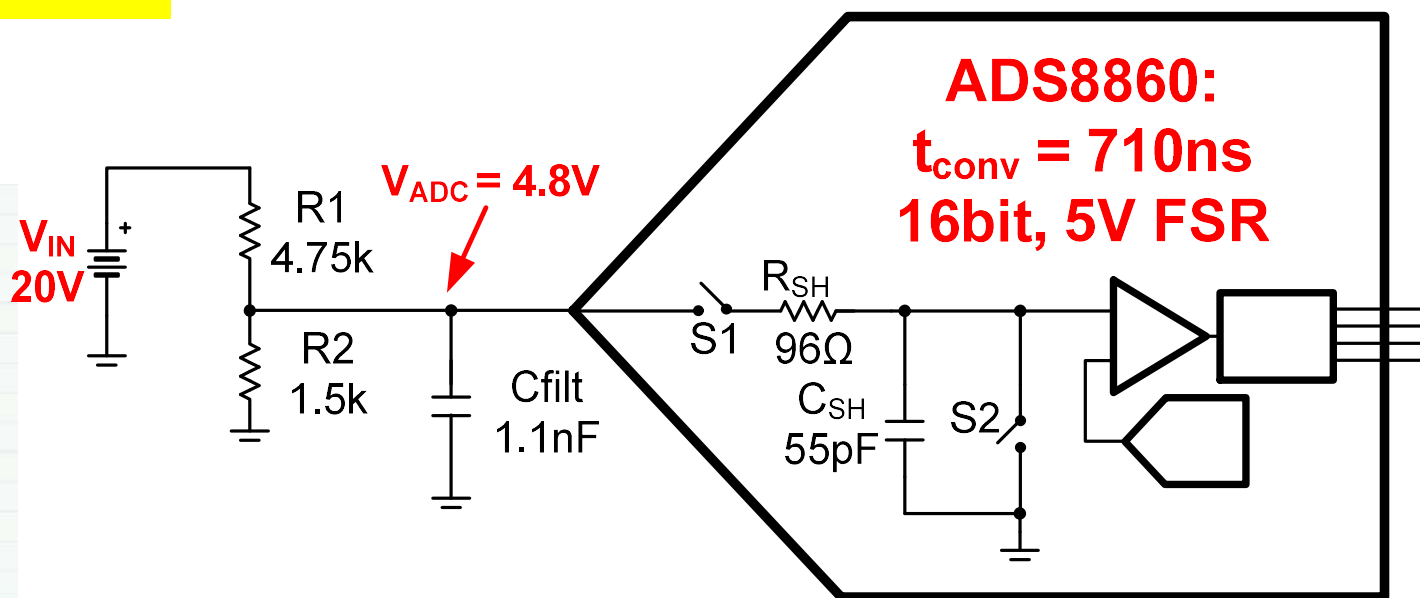 ADS8860:
tconv = 710ns
16bit, 5V FSR
VADC = 4.8V
VIN
20V
+
R1
4.75k
R2
1.5k
Cfilt
1.1nF
S1
RSH
96Ω
CSH
55pF
S2